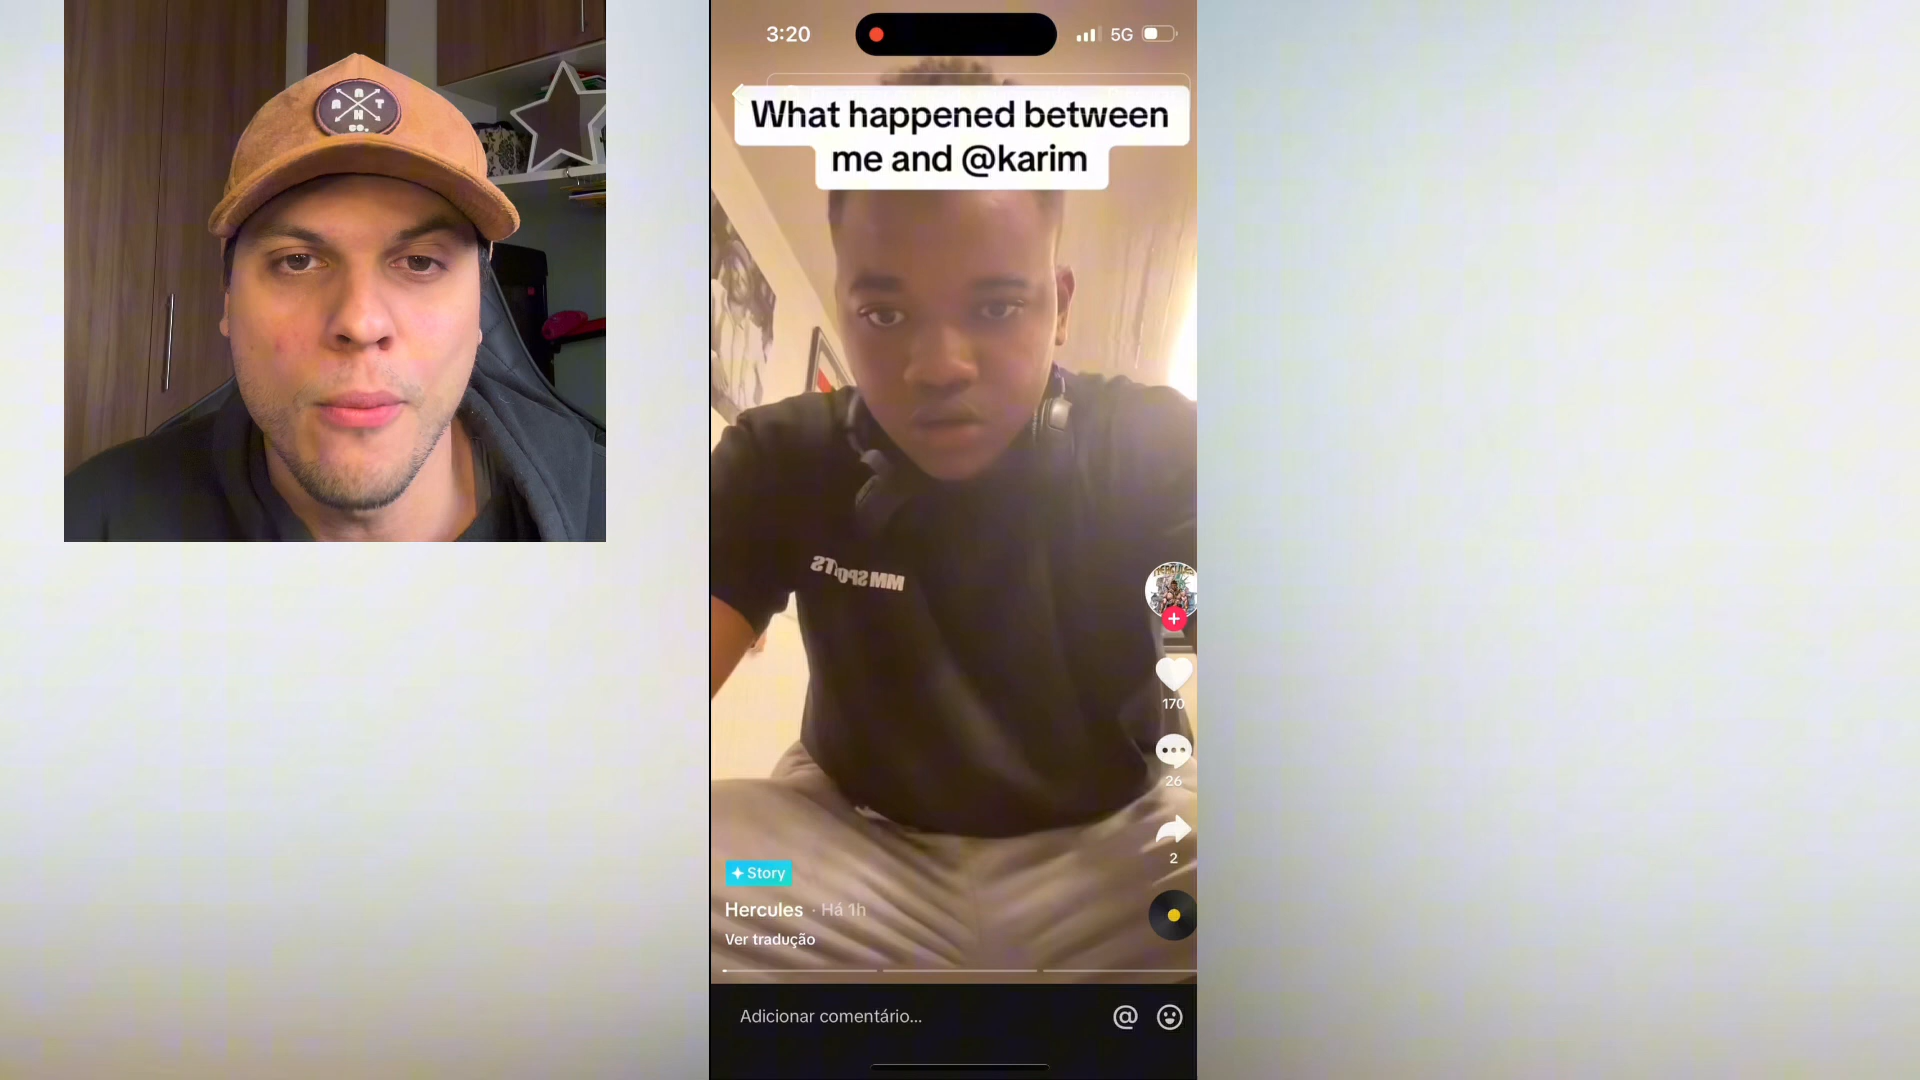 A A T
H
CO.
3:20
5G
What happened between
me and @karim
MM SPORTS
170
26
2
Story
Hercules · Há 1h
Ver tradução
Adicionar comentário...
@